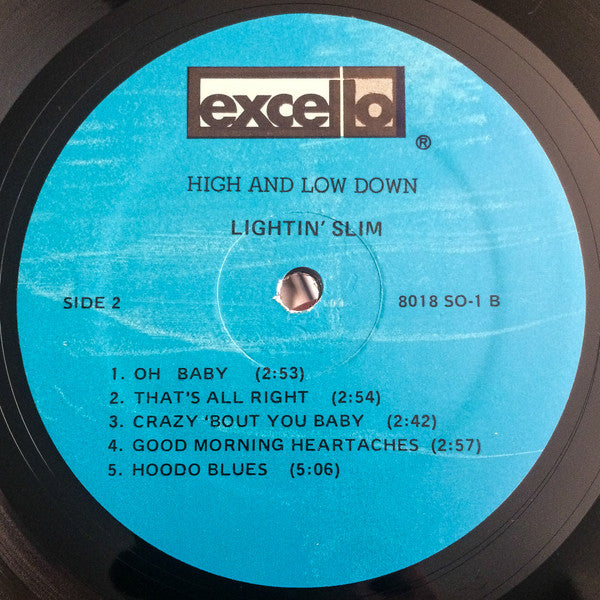 excello
®
HIGH AND LOW DOWN
LIGHTIN' SLIM
SIDE 2
8018 SO-1 B
1. OH BABY (2:53)
2. THAT'S ALL RIGHT (2:54)
3. CRAZY 'BOUT YOU BABY (2:42)
4. GOOD MORNING HEARTACHES (2:57)
5. HOODO BLUES (5:06)